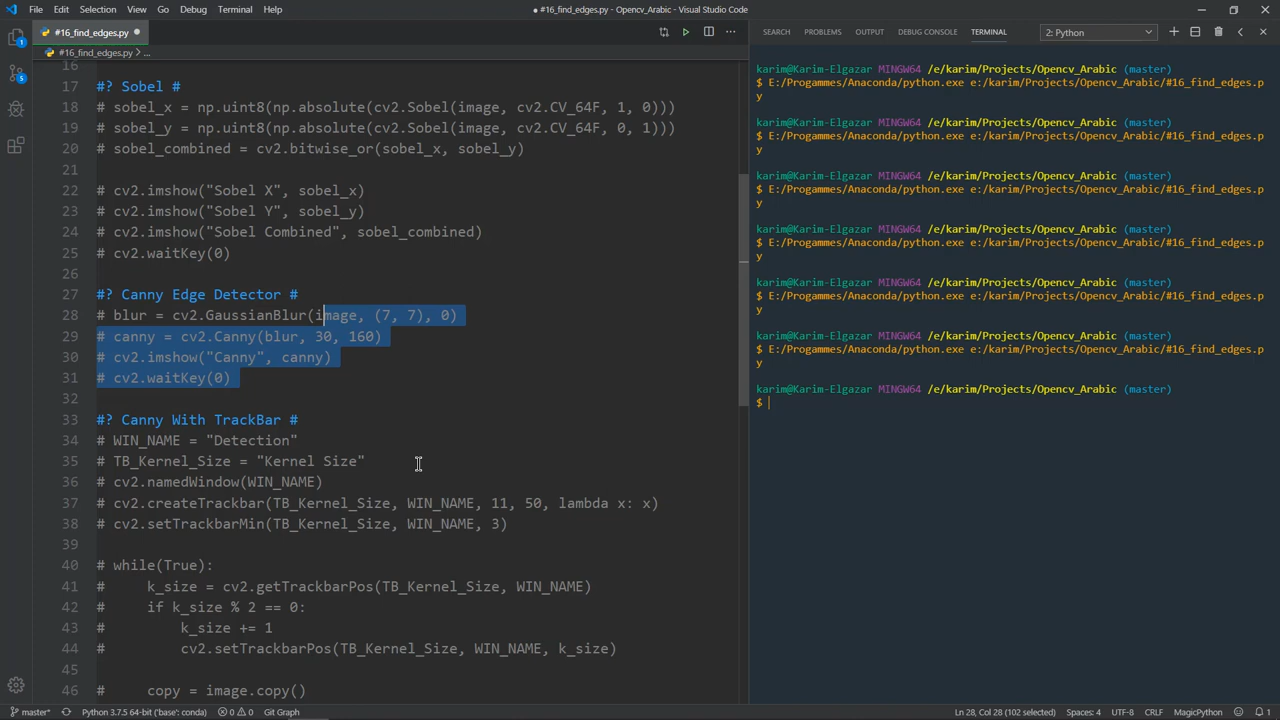 File Edit Selection View Go Debug Terminal Help
● #16_find_edges.py - Opencv_Arabic - Visual Studio Code
#16_find_edges.py ●
#16_find_edges.py > ...
SEARCH PROBLEMS OUTPUT DEBUG CONSOLE TERMINAL
2: Python
1
5
16
17 #? Sobel #
18 # sobel_x = np.uint8(np.absolute(cv2.Sobel(image, cv2.CV_64F, 1, 0)))
19 # sobel_y = np.uint8(np.absolute(cv2.Sobel(image, cv2.CV_64F, 0, 1)))
20 # sobel_combined = cv2.bitwise_or(sobel_x, sobel_y)
21
22 # cv2.imshow("Sobel X", sobel_x)
23 # cv2.imshow("Sobel Y", sobel_y)
24 # cv2.imshow("Sobel Combined", sobel_combined)
25 # cv2.waitKey(0)
26
27 #? Canny Edge Detector #
28 # blur = cv2.GaussianBlur(image, (7, 7), 0)
29 # canny = cv2.Canny(blur, 30, 160)
30 # cv2.imshow("Canny", canny)
31 # cv2.waitKey(0)
32
33 #? Canny With TrackBar #
34 # WIN_NAME = "Detection"
35 # TB_Kernel_Size = "Kernel Size"
36 # cv2.namedWindow(WIN_NAME)
37 # cv2.createTrackbar(TB_Kernel_Size, WIN_NAME, 11, 50, lambda x: x)
38 # cv2.setTrackbarMin(TB_Kernel_Size, WIN_NAME, 3)
39
40 # while(True):
41 #     k_size = cv2.getTrackbarPos(TB_Kernel_Size, WIN_NAME)
42 #     if k_size % 2 == 0:
43 #         k_size += 1
44 #         cv2.setTrackbarPos(TB_Kernel_Size, WIN_NAME, k_size)
45
46 #     copy = image.copy()
karim@Karim-Elgazar MINGW64 /e/karim/Projects/Opencv_Arabic (master)
$ E:/Progammes/Anaconda/python.exe e:/karim/Projects/Opencv_Arabic/#16_find_edges.p
y
karim@Karim-Elgazar MINGW64 /e/karim/Projects/Opencv_Arabic (master)
$ E:/Progammes/Anaconda/python.exe e:/karim/Projects/Opencv_Arabic/#16_find_edges.p
y
karim@Karim-Elgazar MINGW64 /e/karim/Projects/Opencv_Arabic (master)
$ E:/Progammes/Anaconda/python.exe e:/karim/Projects/Opencv_Arabic/#16_find_edges.p
y
karim@Karim-Elgazar MINGW64 /e/karim/Projects/Opencv_Arabic (master)
$ E:/Progammes/Anaconda/python.exe e:/karim/Projects/Opencv_Arabic/#16_find_edges.p
y
karim@Karim-Elgazar MINGW64 /e/karim/Projects/Opencv_Arabic (master)
$ E:/Progammes/Anaconda/python.exe e:/karim/Projects/Opencv_Arabic/#16_find_edges.p
y
karim@Karim-Elgazar MINGW64 /e/karim/Projects/Opencv_Arabic (master)
$ E:/Progammes/Anaconda/python.exe e:/karim/Projects/Opencv_Arabic/#16_find_edges.p
y
karim@Karim-Elgazar MINGW64 /e/karim/Projects/Opencv_Arabic (master)
$
master* Python 3.7.5 64-bit ('base': conda) 0 0 Git Graph
Ln 28, Col 28 (102 selected) Spaces: 4 UTF-8 CRLF MagicPython 1